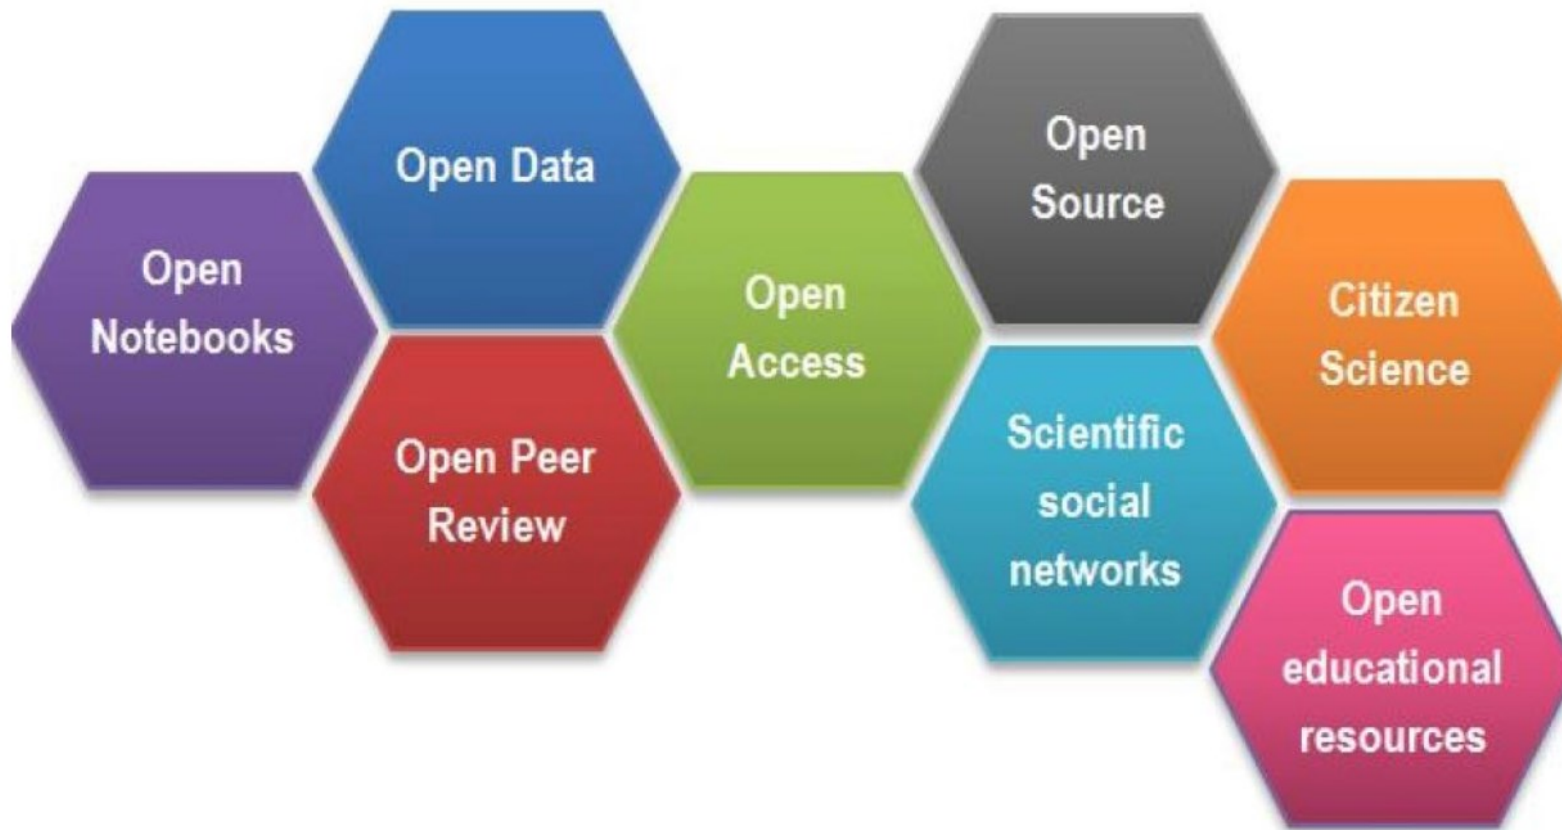 Open
Notebooks
Open Data
Open Peer
Review
Open
Access
Open
Source
Scientific
social
networks
Citizen
Science
Open
educational
resources